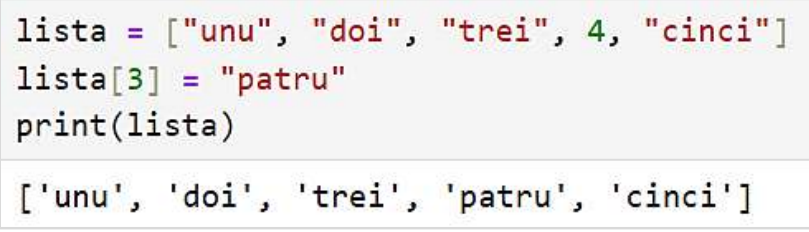 lista = ["unu", "doi", "trei", 4, "cinci"]
lista[3] = "patru"
print(lista)
['unu', 'doi', 'trei', 'patru', 'cinci']